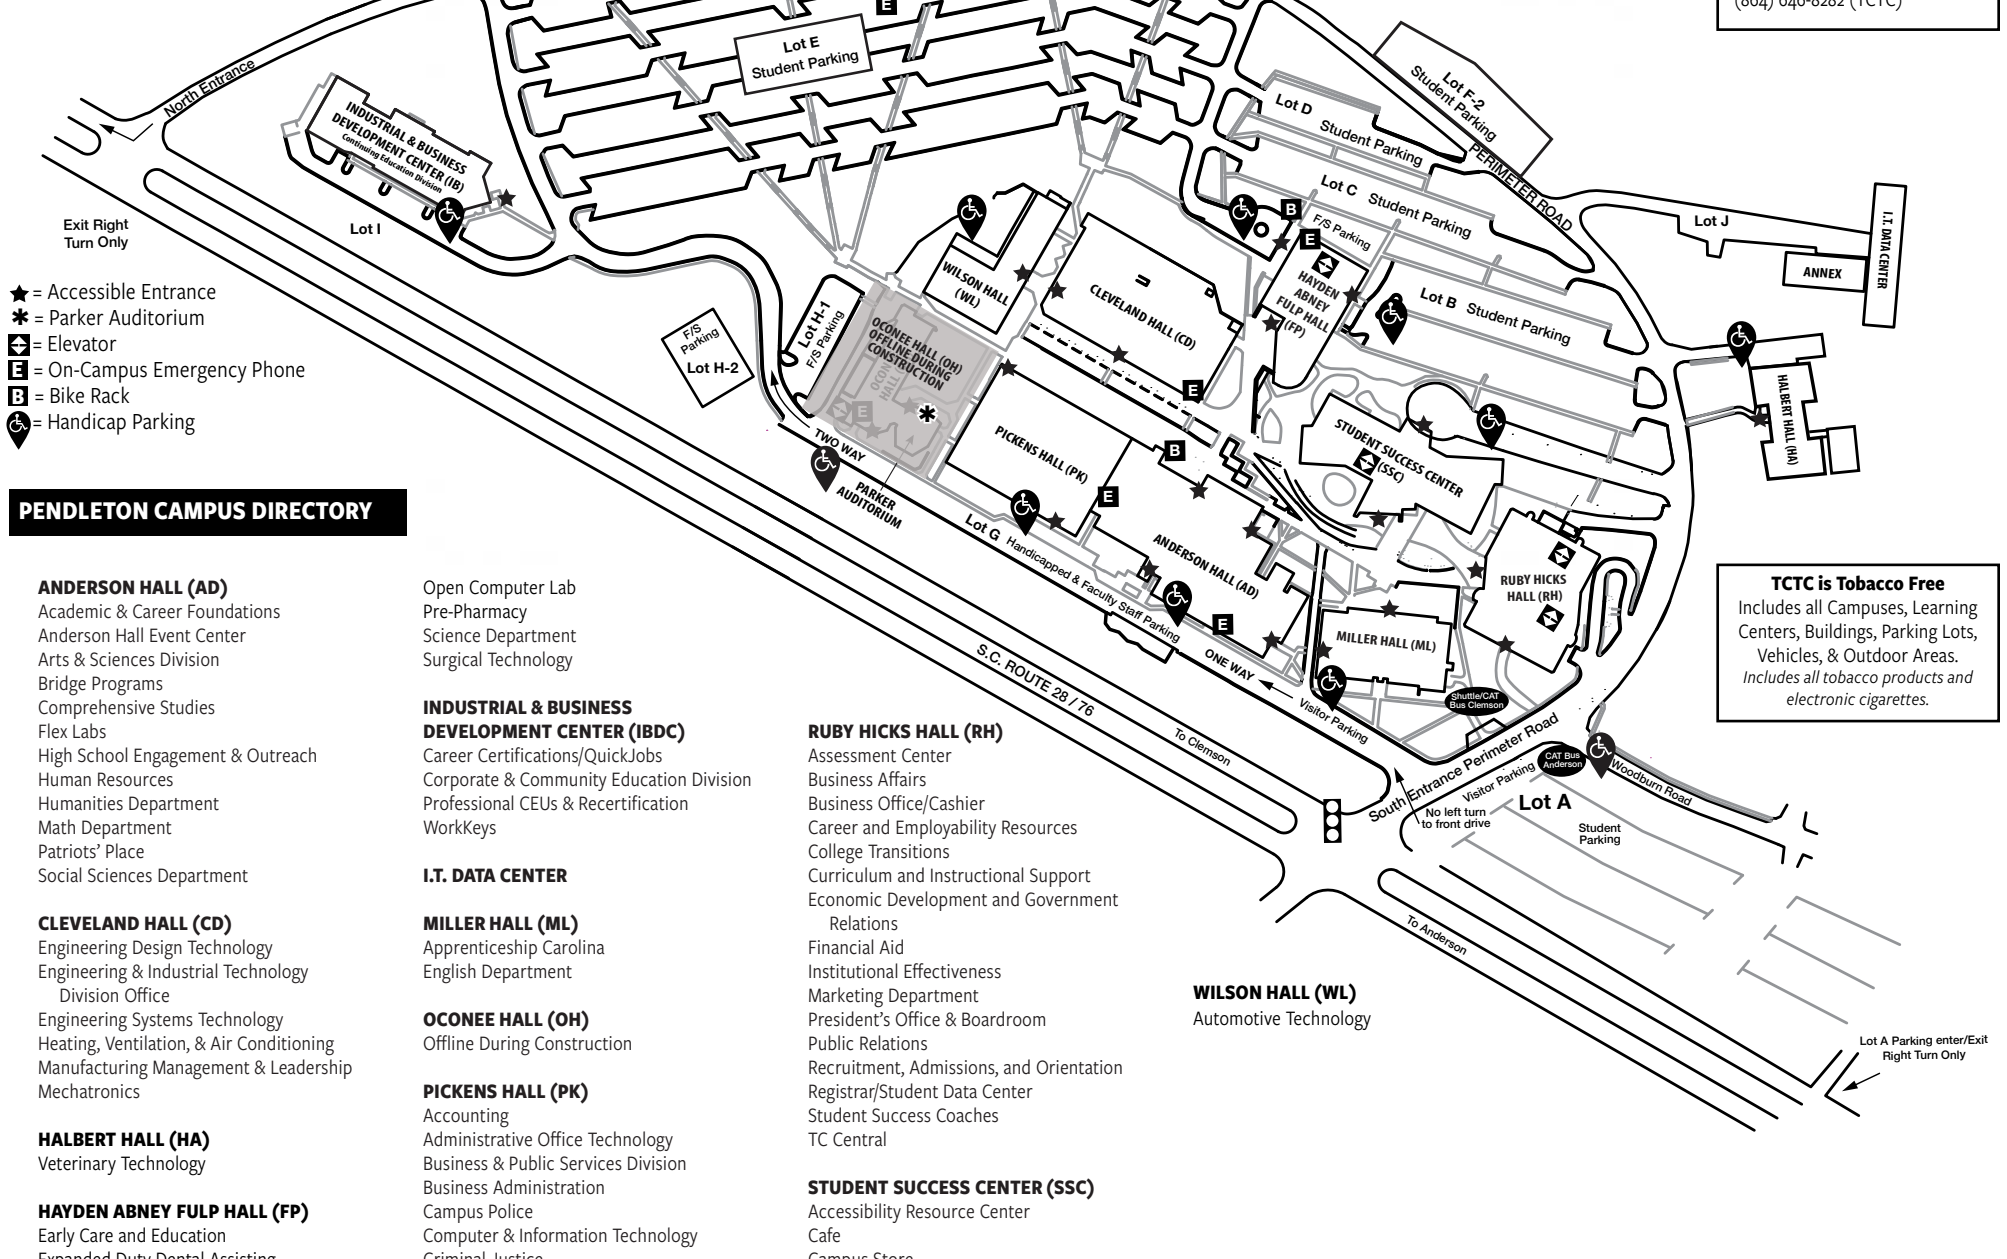 (864) 646-8282 (TCTC)
E
Lot E
Student Parking
Lot F-2
Student Parking
North Entrance
INDUSTRIAL & BUSINESS
DEVELOPMENT CENTER (IB)
Continuing Education Division
Lot D Student Parking
PERIMETER ROAD
Lot C Student Parking
Exit Right
Turn Only
Lot I
B
F/S Parking
E
Lot J
I.T. DATA CENTER
ANNEX
WILSON HALL
(WL)
CLEVELAND HALL (CD)
HAYDEN
ABNEY
FULP HALL
(FP)
Lot B Student Parking
= Accessible Entrance
= Parker Auditorium
= Elevator
E = On-Campus Emergency Phone
B = Bike Rack
= Handicap Parking
F/S
Parking
Lot H-2
Lot H-1
F/S Parking
OCONEE HALL (OH)
OFFLINE DURING
CONSTRUCTION
E
E
HALBERT HALL (HA)
TWO WAY
PARKER
AUDITORIUM
PICKENS HALL (PK)
B
STUDENT SUCCESS CENTER
(SSC)
E
Lot G Handicapped & Faculty Staff Parking
ANDERSON HALL (AD)
RUBY HICKS
HALL (RH)
E
MILLER HALL (ML)
ONE WAY
Visitor Parking
Shuttle/CAT
Bus Clemson
S.C. ROUTE 28 / 76
To Clemson
South Entrance Perimeter Road
CAT Bus
Anderson
Visitor Parking
Woodburn Road
Lot A
No left turn
to front drive
Student
Parking
To Anderson
Lot A Parking enter/Exit
Right Turn Only
TCTC is Tobacco Free
Includes all Campuses, Learning
Centers, Buildings, Parking Lots,
Vehicles, & Outdoor Areas.
Includes all tobacco products and
electronic cigarettes.
PENDLETON CAMPUS DIRECTORY
ANDERSON HALL (AD)
Academic & Career Foundations
Anderson Hall Event Center
Arts & Sciences Division
Bridge Programs
Comprehensive Studies
Flex Labs
High School Engagement & Outreach
Human Resources
Humanities Department
Math Department
Patriots’ Place
Social Sciences Department
CLEVELAND HALL (CD)
Engineering Design Technology
Engineering & Industrial Technology
Division Office
Engineering Systems Technology
Heating, Ventilation, & Air Conditioning
Manufacturing Management & Leadership
Mechatronics
HALBERT HALL (HA)
Veterinary Technology
HAYDEN ABNEY FULP HALL (FP)
Early Care and Education
Expanded Duty Dental Assisting
Open Computer Lab
Pre-Pharmacy
Science Department
Surgical Technology
INDUSTRIAL & BUSINESS
DEVELOPMENT CENTER (IBDC)
Career Certifications/QuickJobs
Corporate & Community Education Division
Professional CEUs & Recertification
WorkKeys
I.T. DATA CENTER
MILLER HALL (ML)
Apprenticeship Carolina
English Department
OCONEE HALL (OH)
Offline During Construction
PICKENS HALL (PK)
Accounting
Administrative Office Technology
Business & Public Services Division
Business Administration
Campus Police
Computer & Information Technology
Criminal Justice
RUBY HICKS HALL (RH)
Assessment Center
Business Affairs
Business Office/Cashier
Career and Employability Resources
College Transitions
Curriculum and Instructional Support
Economic Development and Government
Relations
Financial Aid
Institutional Effectiveness
Marketing Department
President’s Office & Boardroom
Public Relations
Recruitment, Admissions, and Orientation
Registrar/Student Data Center
Student Success Coaches
TC Central
STUDENT SUCCESS CENTER (SSC)
Accessibility Resource Center
Cafe
Campus Store
WILSON HALL (WL)
Automotive Technology